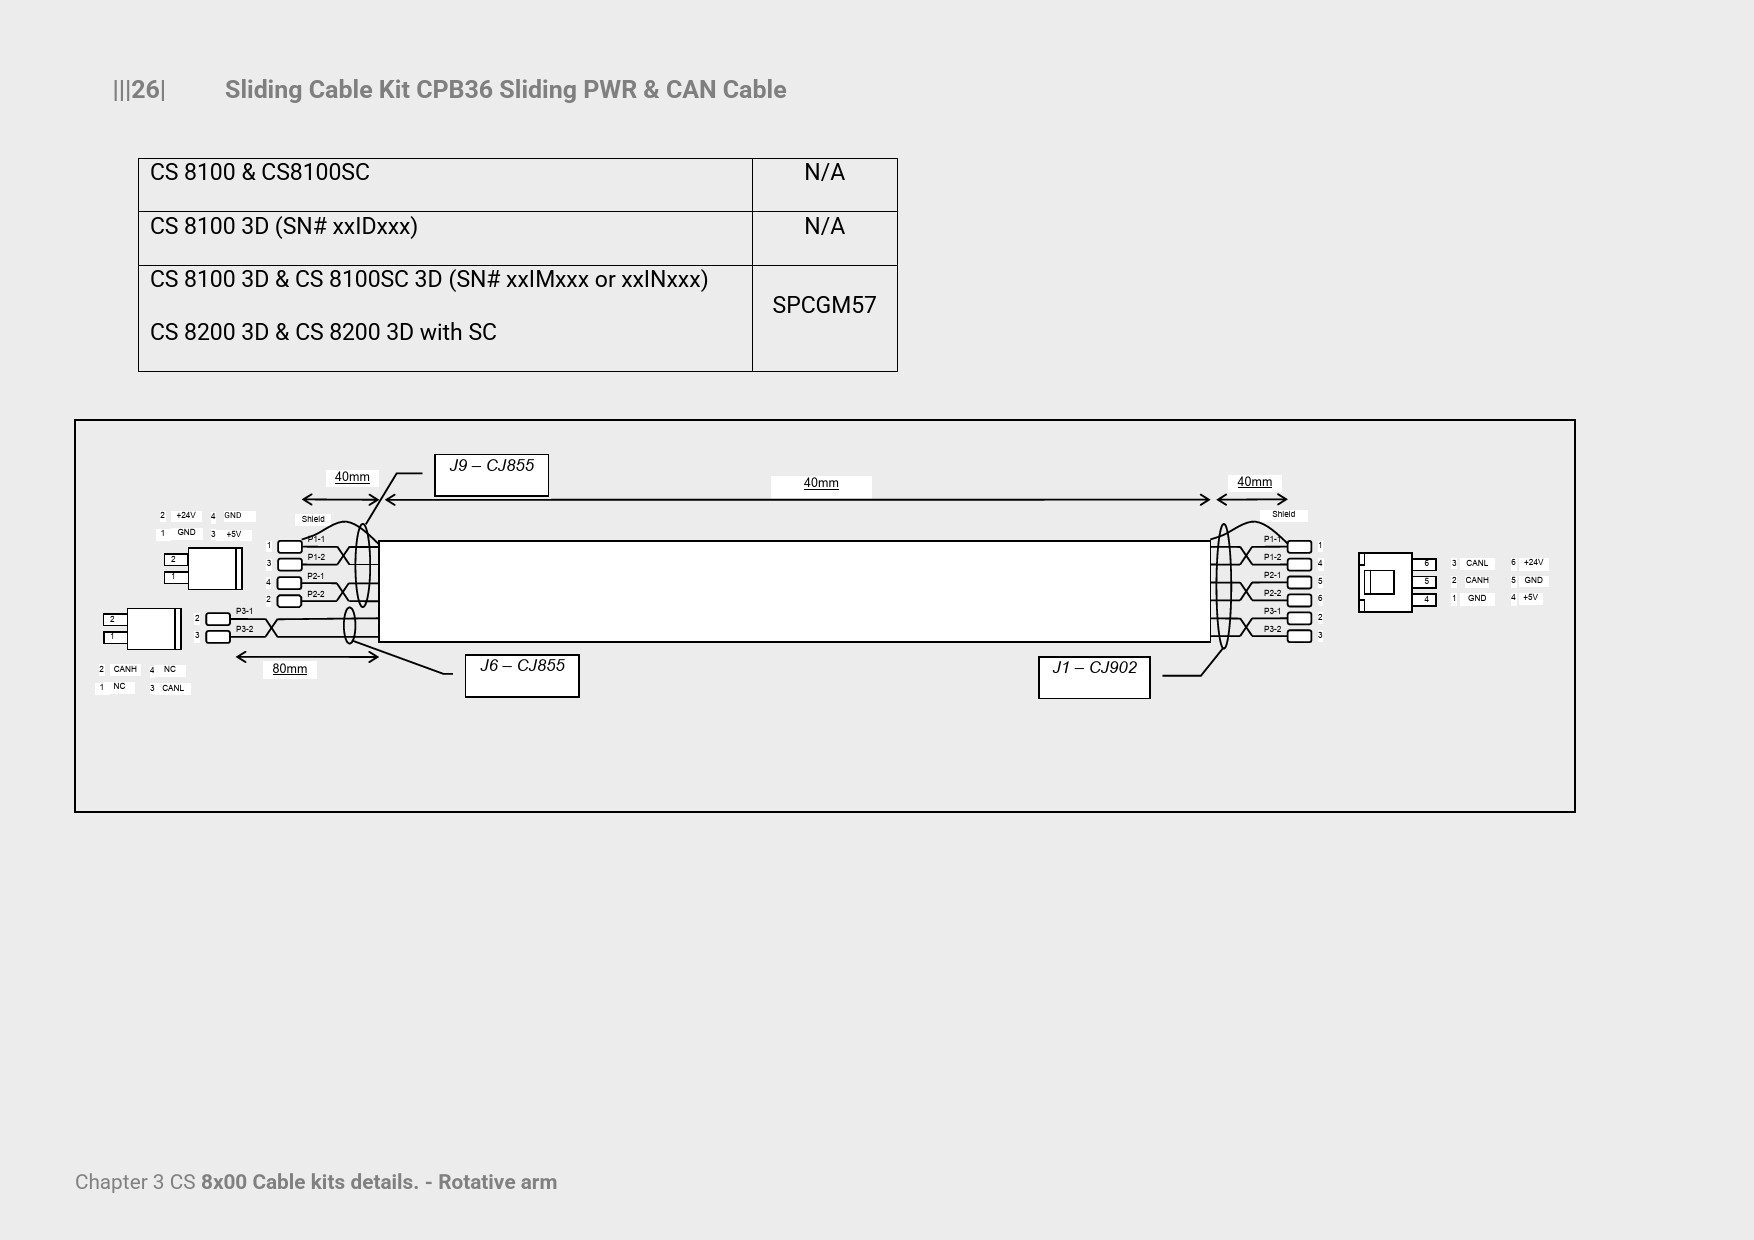 |||26| Sliding Cable Kit CPB36 Sliding PWR & CAN Cable
CS 8100 & CS8100SC N/A
CS 8100 3D (SN# xxIDxxx) N/A
CS 8100 3D & CS 8100SC 3D (SN# xxIMxxx or xxINxxx)
SPCGM57
CS 8200 3D & CS 8200 3D with SC
J9 – CJ855
40mm
40mm
40mm
Shield
Shield
2 +24V 4 GND
1 GND 3 +5V
2
1
1 P1-1
3 P1-2
4 P2-1
2 P2-2
2 P3-1
3 P3-2
2
1
2 CANH 4 NC
1 NC 3 CANL
80mm
J6 – CJ855
J1 – CJ902
P1-1 1
P1-2 4
P2-1 5
P2-2 6
P3-1 2
P3-2 3
6
5
4
3 CANL 6 +24V
2 CANH 5 GND
1 GND 4 +5V
Chapter 3 CS 8x00 Cable kits details. - Rotative arm